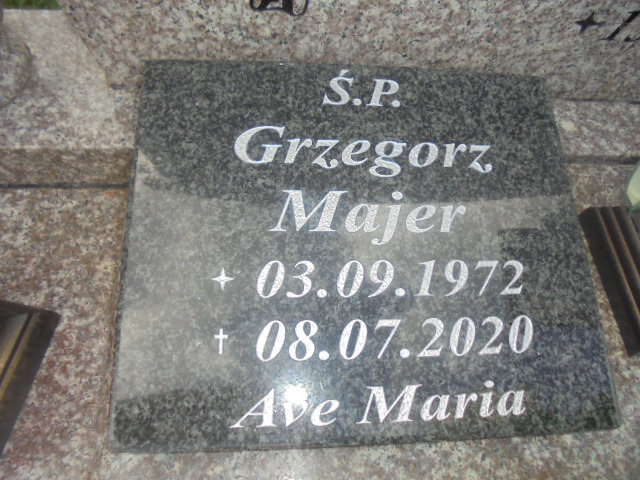 Ś.P.
Grzegorz
Majer
03.09.1972
08.07.2020
Ave Maria